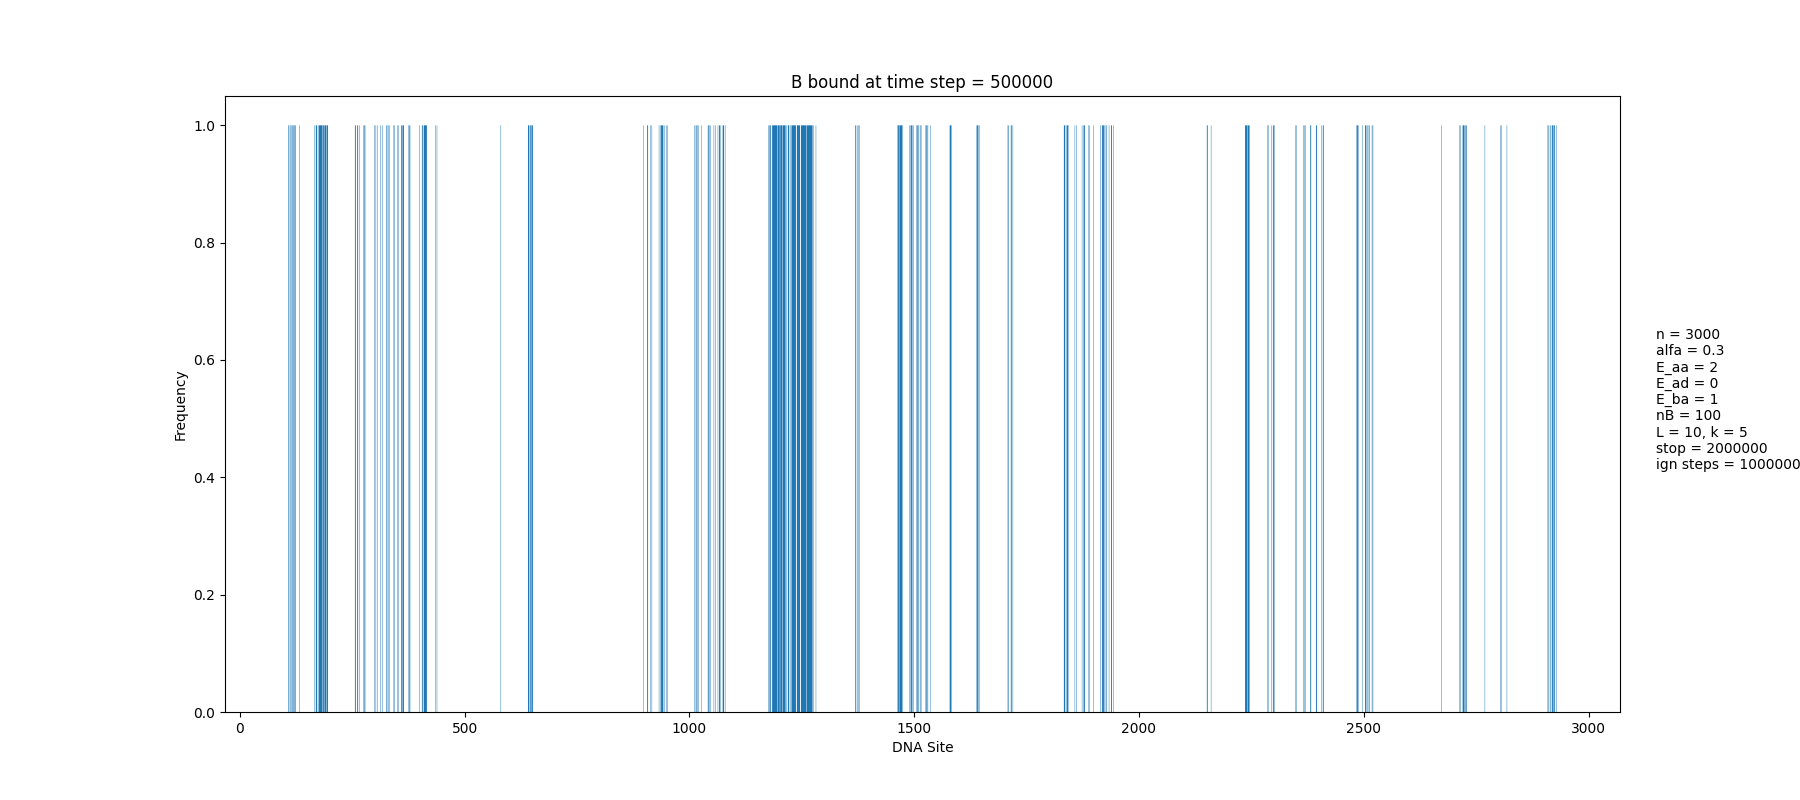 B bound at time step = 500000
1.0
0.8
0.6
0.4
0.2
0.0
Frequency
0 500 1000 1500 2000 2500 3000
DNA Site
n = 3000
alfa = 0.3
E_aa = 2
E_ad = 0
E_ba = 1
nB = 100
L = 10, k = 5
stop = 2000000
ign steps = 1000000